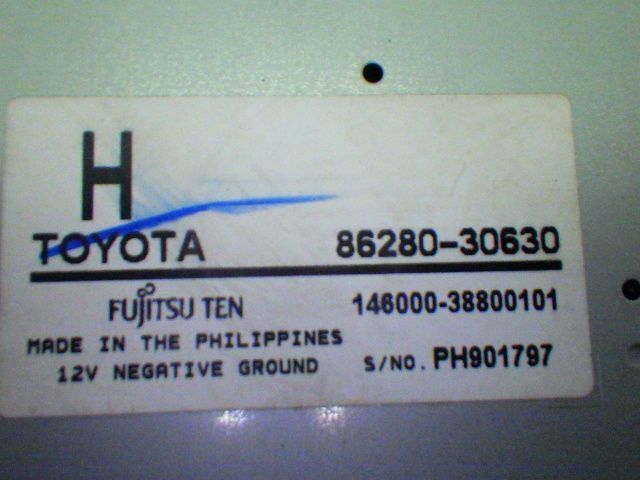 H
TOYOTA 86280-30630
FUJITSU TEN 146000-38800101
MADE IN THE PHILIPPINES
12V NEGATIVE GROUND S/NO. PH901797